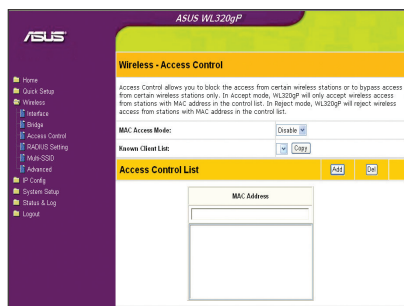 ASUS WL320gP
/SUS
Home
Quick Setup
Wireless
Interface
Bridge
Access Control
RADIUS Setting
Multi-SSID
Advanced
IP Config
System Setup
Status & Log
Logout
Wireless - Access Control
Access Control allows you to block the access from certain wireless stations or to bypass access
from certain wireless stations only. In Accept mode, WL320gP will only accept wireless access
from stations with MAC address in the control list. In Reject mode, WL320gP will reject wireless
access from stations with MAC address in the control list.
MAC Access Mode: Disable
Known Client List: Copy
Access Control List Add Del
MAC Address